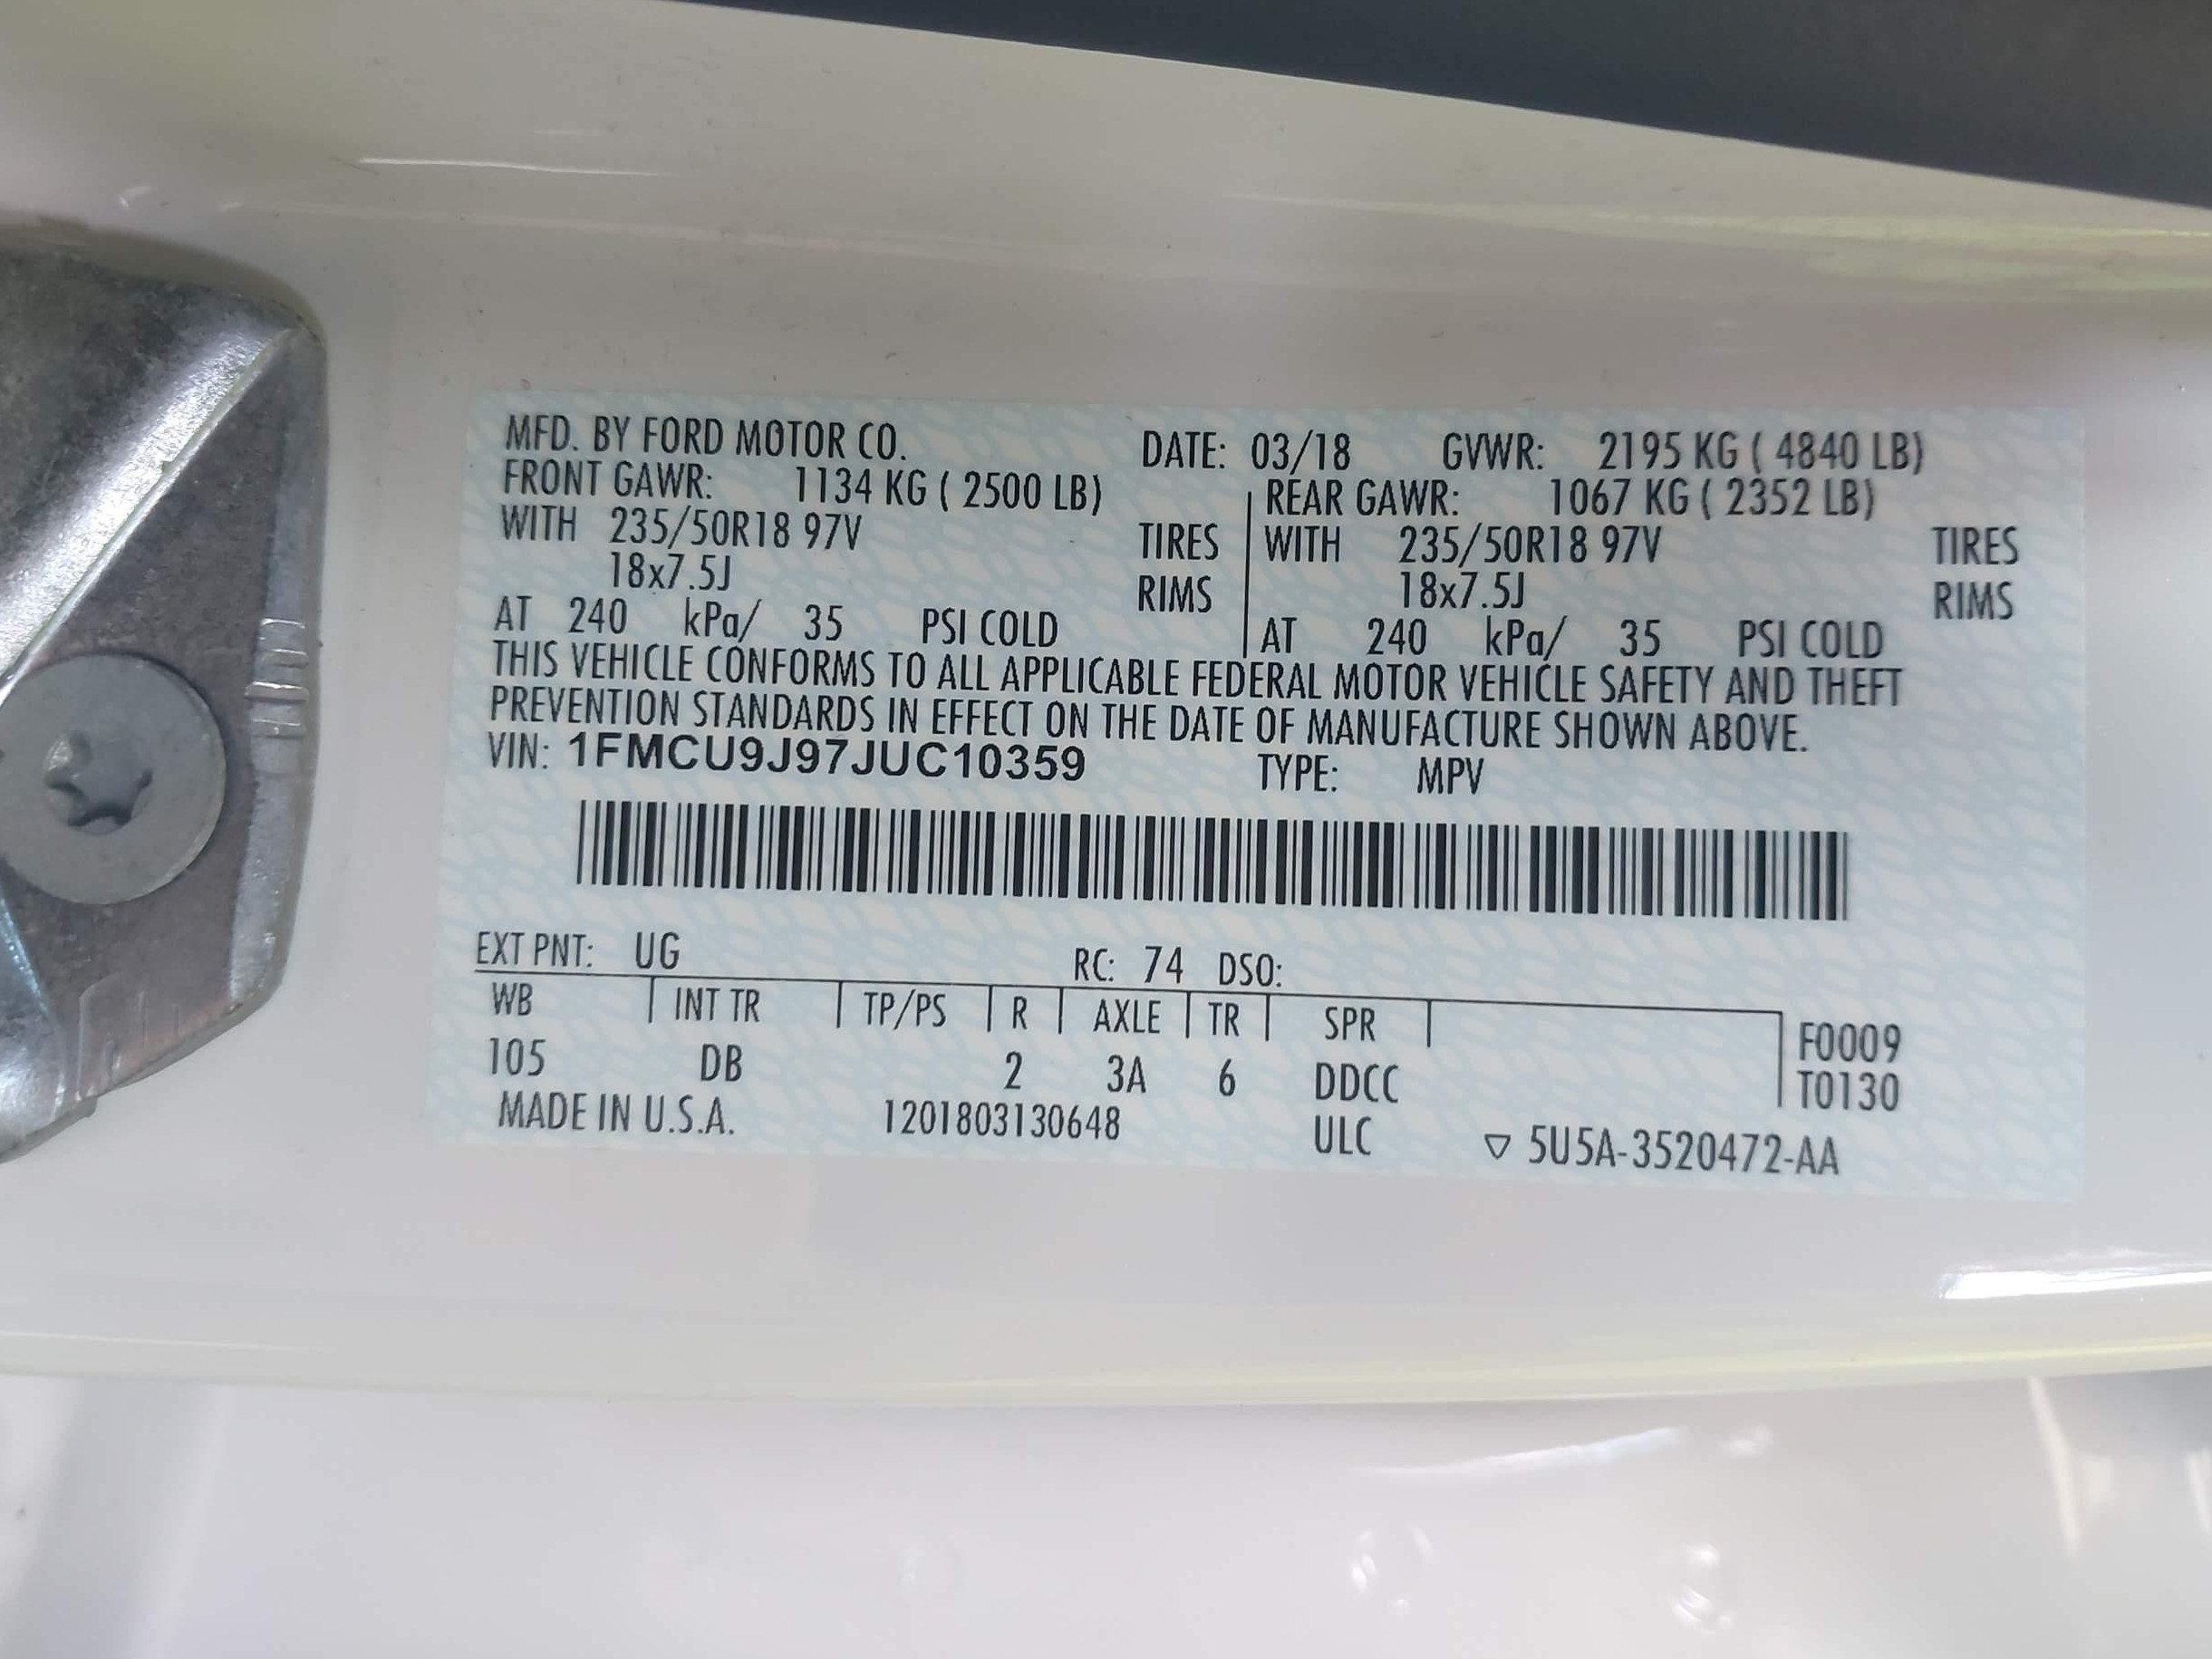 MFD. BY FORD MOTOR CO. DATE: 03/18 GVWR: 2195 KG ( 4840 LB)
FRONT GAWR: 1134 KG ( 2500 LB) REAR GAWR: 1067 KG ( 2352 LB)
WITH 235/50R18 97V TIRES WITH 235/50R18 97V TIRES
18x7.5J RIMS 18x7.5J RIMS
AT 240 kPa/ 35 PSI COLD AT 240 kPa/ 35 PSI COLD
THIS VEHICLE CONFORMS TO ALL APPLICABLE FEDERAL MOTOR VEHICLE SAFETY AND THEFT
PREVENTION STANDARDS IN EFFECT ON THE DATE OF MANUFACTURE SHOWN ABOVE.
VIN: 1FMCU9J97JUC10359 TYPE: MPV
EXT PNT: UG RC: 74 DSO:
WB INT TR TP/PS R AXLE TR SPR F0009
105 DB 2 3A 6 DDCC T0130
MADE IN U.S.A. 1201803130648 ULC ▽ 5U5A-3520472-AA